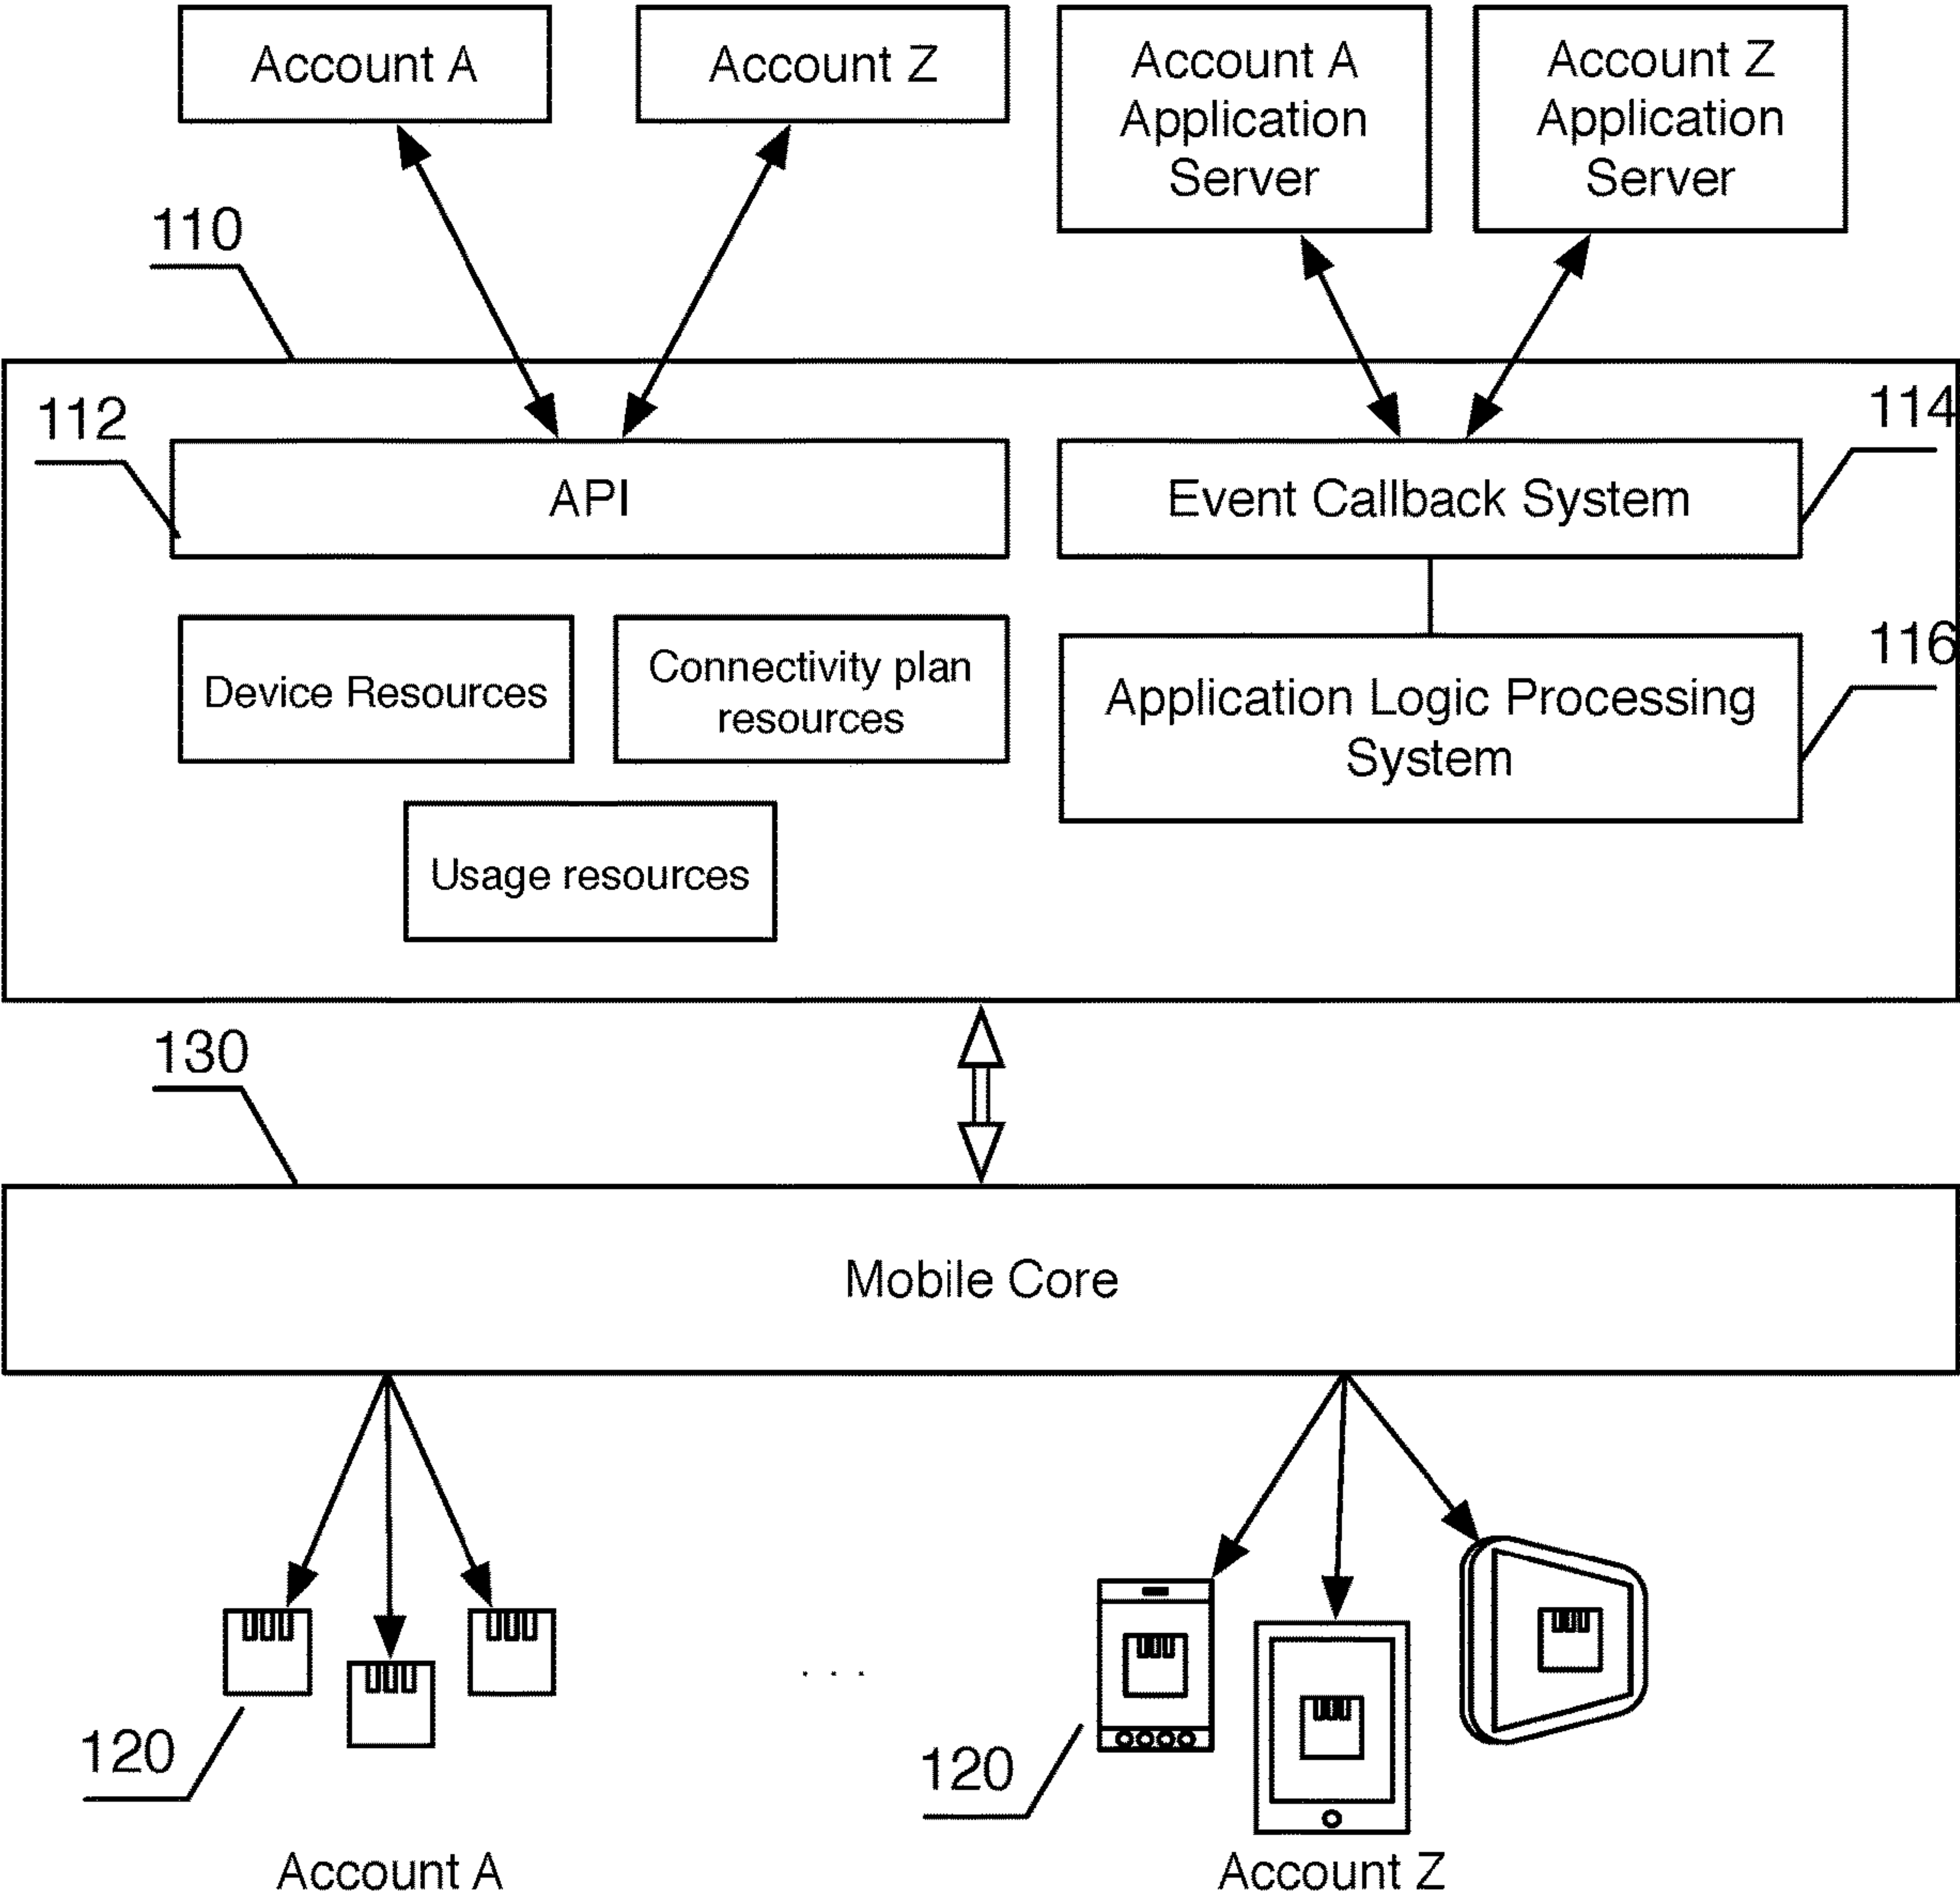 Account A
Account Z
Account A
Application
Server
Account Z
Application
Server
110
112
114
API
Event Callback System
116
Device Resources
Connectivity plan
resources
Application Logic Processing
System
Usage resources
130
Mobile Core
. . .
120
120
Account A
Account Z